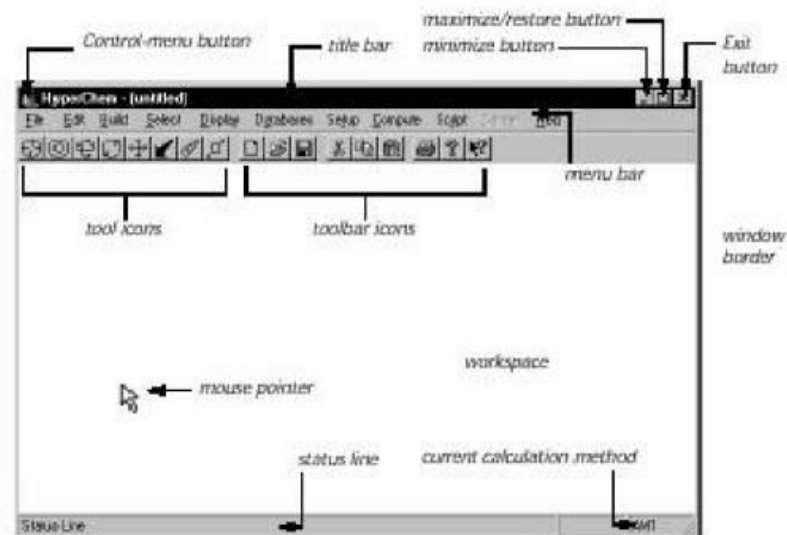 maximize/restore button
Control-menu button
title bar
minimize button
Exit
button
HyperChem - [untitled]
File Edit Build Select Display Databases Setup Compute Script Help
menu bar
tool icons
toolbar icons
window
border
workspace
mouse pointer
status line
current calculation method
Status Line
AM1